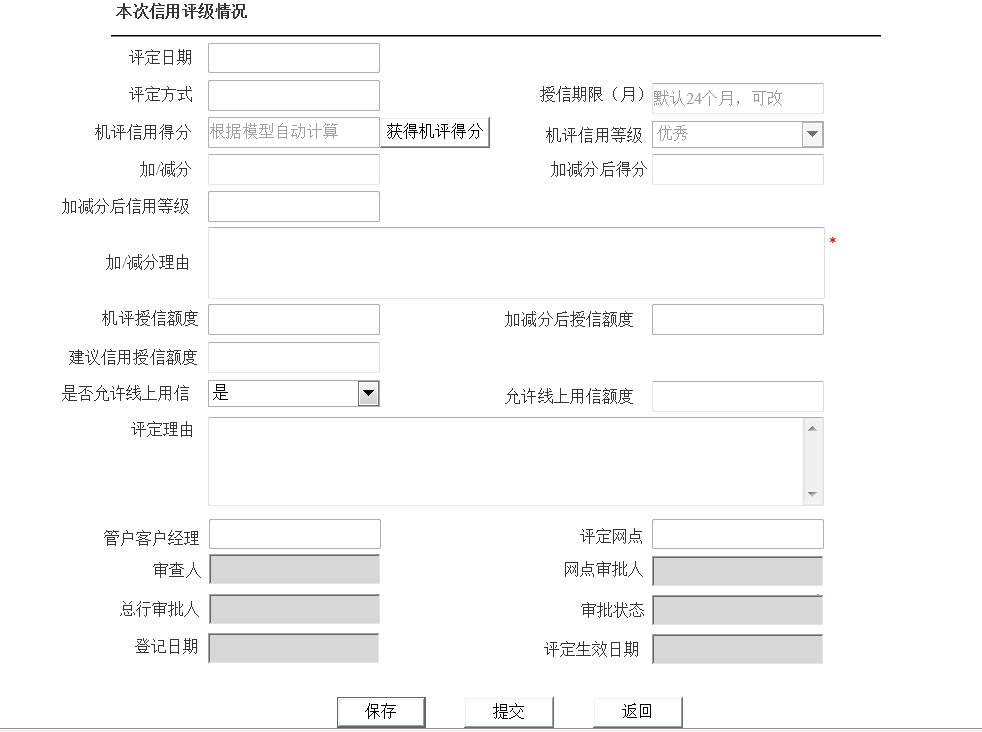 本次信用评级情况
评定日期
评定方式 授信期限（月） 默认24个月，可改
机评信用得分 根据模型自动计算 获得机评得分 机评信用等级 优秀
加/减分 加减分后得分
加减分后信用等级
加/减分理由 *
机评授信额度 加减分后授信额度
建议信用授信额度
是否允许线上用信 是 允许线上用信额度
评定理由
管户客户经理 评定网点
审查人 网点审批人
总行审批人 审批状态
登记日期 评定生效日期
保存 提交 返回